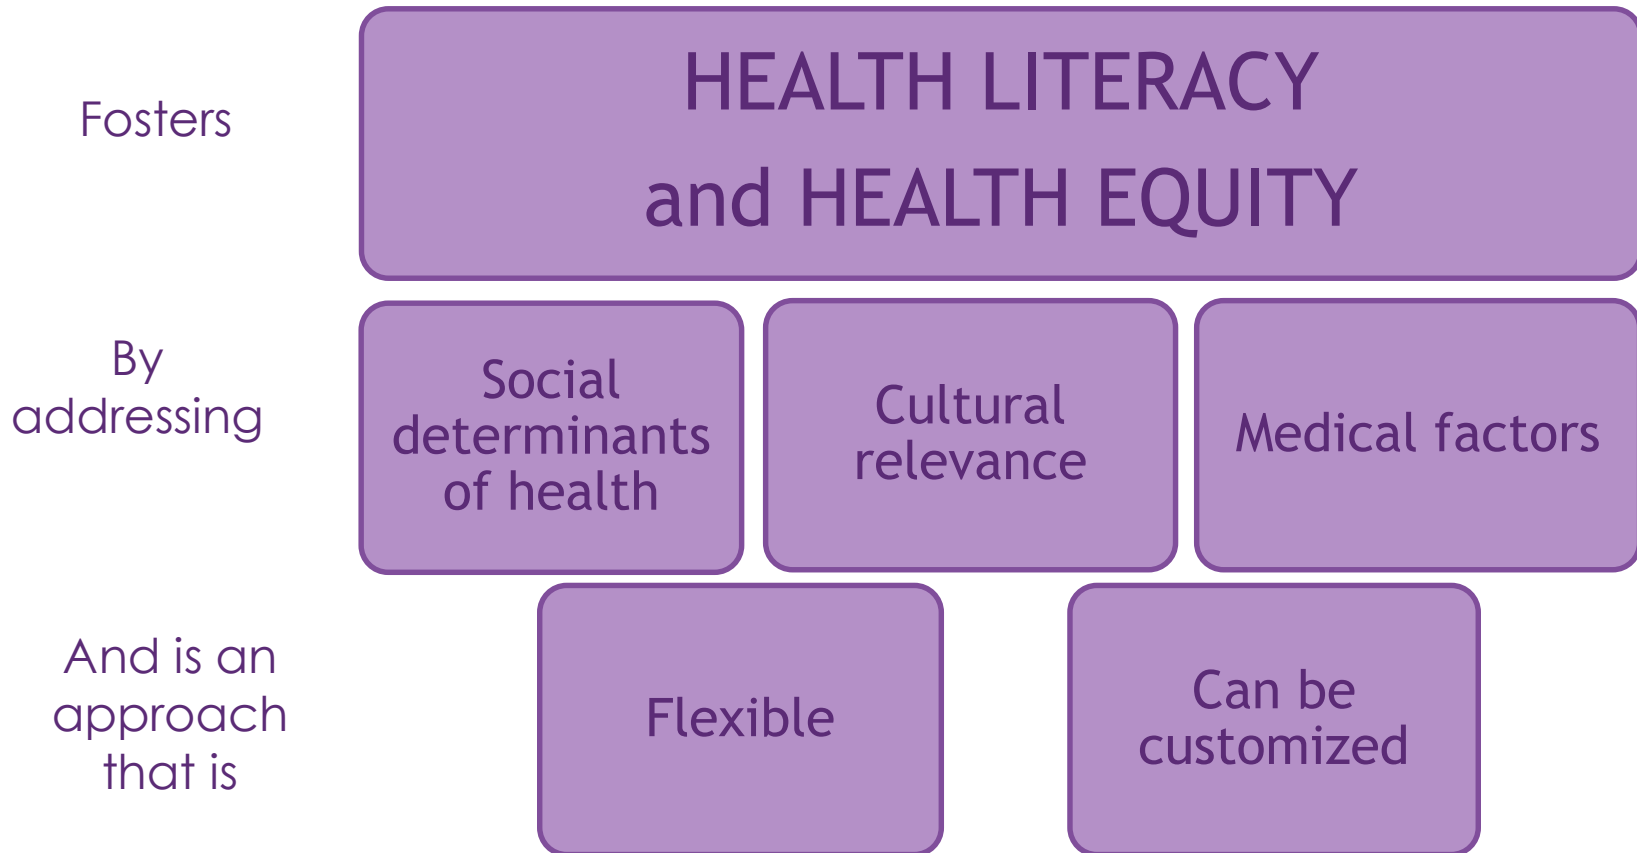 Fosters
HEALTH LITERACY
and HEALTH EQUITY
By
addressing
Social
determinants
of health
Cultural
relevance
Medical factors
And is an
approach
that is
Flexible
Can be
customized